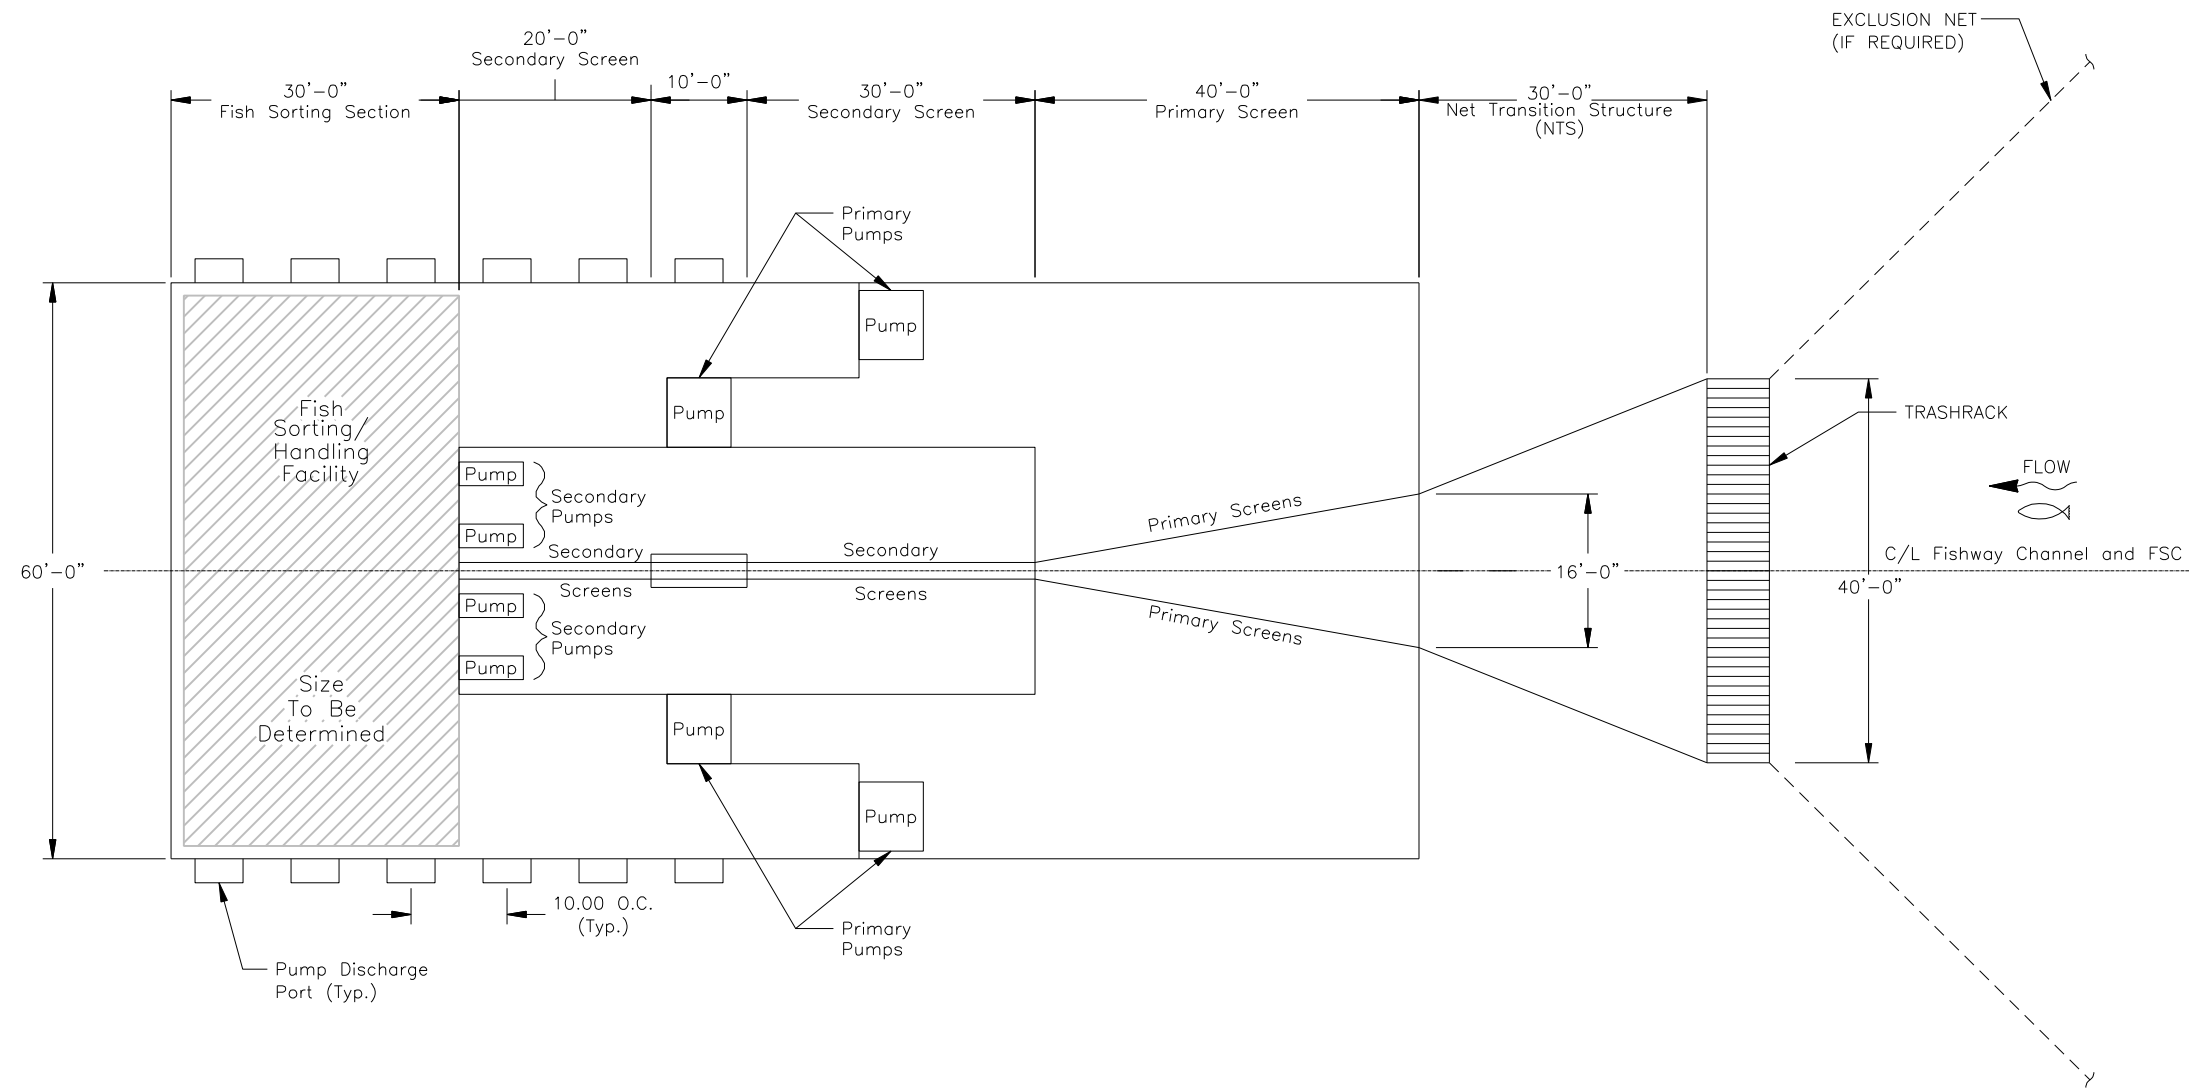 EXCLUSION NET
(IF REQUIRED)
20'-0"
Secondary Screen
10'-0"
30'-0"
Fish Sorting Section
30'-0"
Secondary Screen
40'-0"
Primary Screen
30'-0"
Net Transition Structure
(NTS)
Primary
Pumps
Pump
Pump
TRASHRACK
Fish
Sorting/
Handling
Facility
FLOW
Pump
Secondary
Pumps
Pump
Primary Screens
Secondary
Secondary
C/L Fishway Channel and FSC
60'-0"
16'-0"
40'-0"
Screens
Screens
Pump
Secondary
Pumps
Pump
Primary Screens
Size
To Be
Determined
Pump
Pump
10.00 O.C.
(Typ.)
Primary
Pumps
Pump Discharge
Port (Typ.)